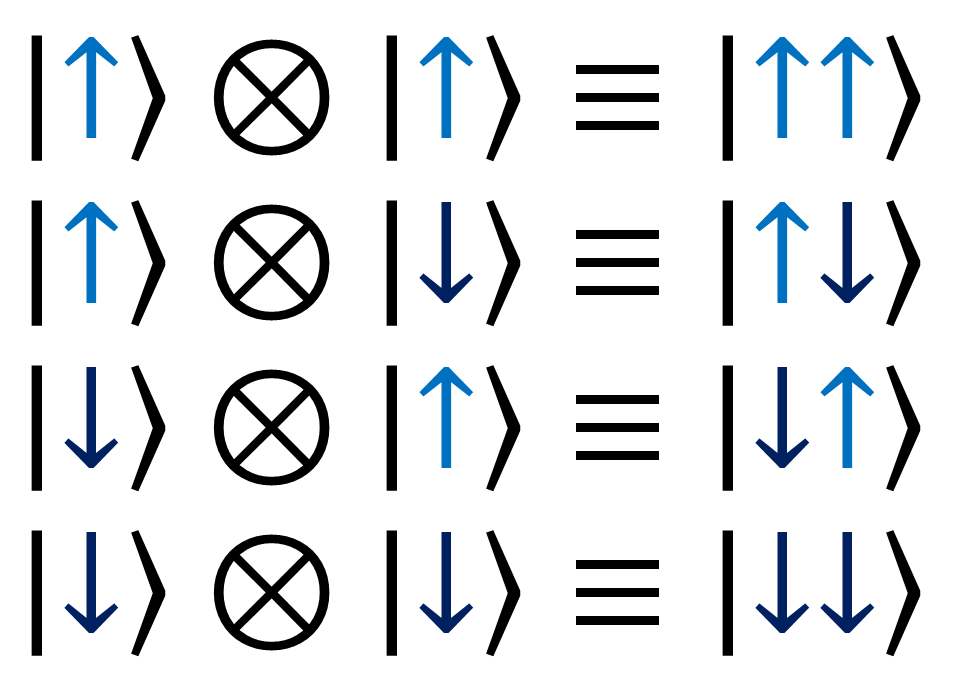 |↑⟩ ⊗ |↑⟩ ≡ |↑↑⟩
|↑⟩ ⊗ |↓⟩ ≡ |↑↓⟩
|↓⟩ ⊗ |↑⟩ ≡ |↓↑⟩
|↓⟩ ⊗ |↓⟩ ≡ |↓↓⟩